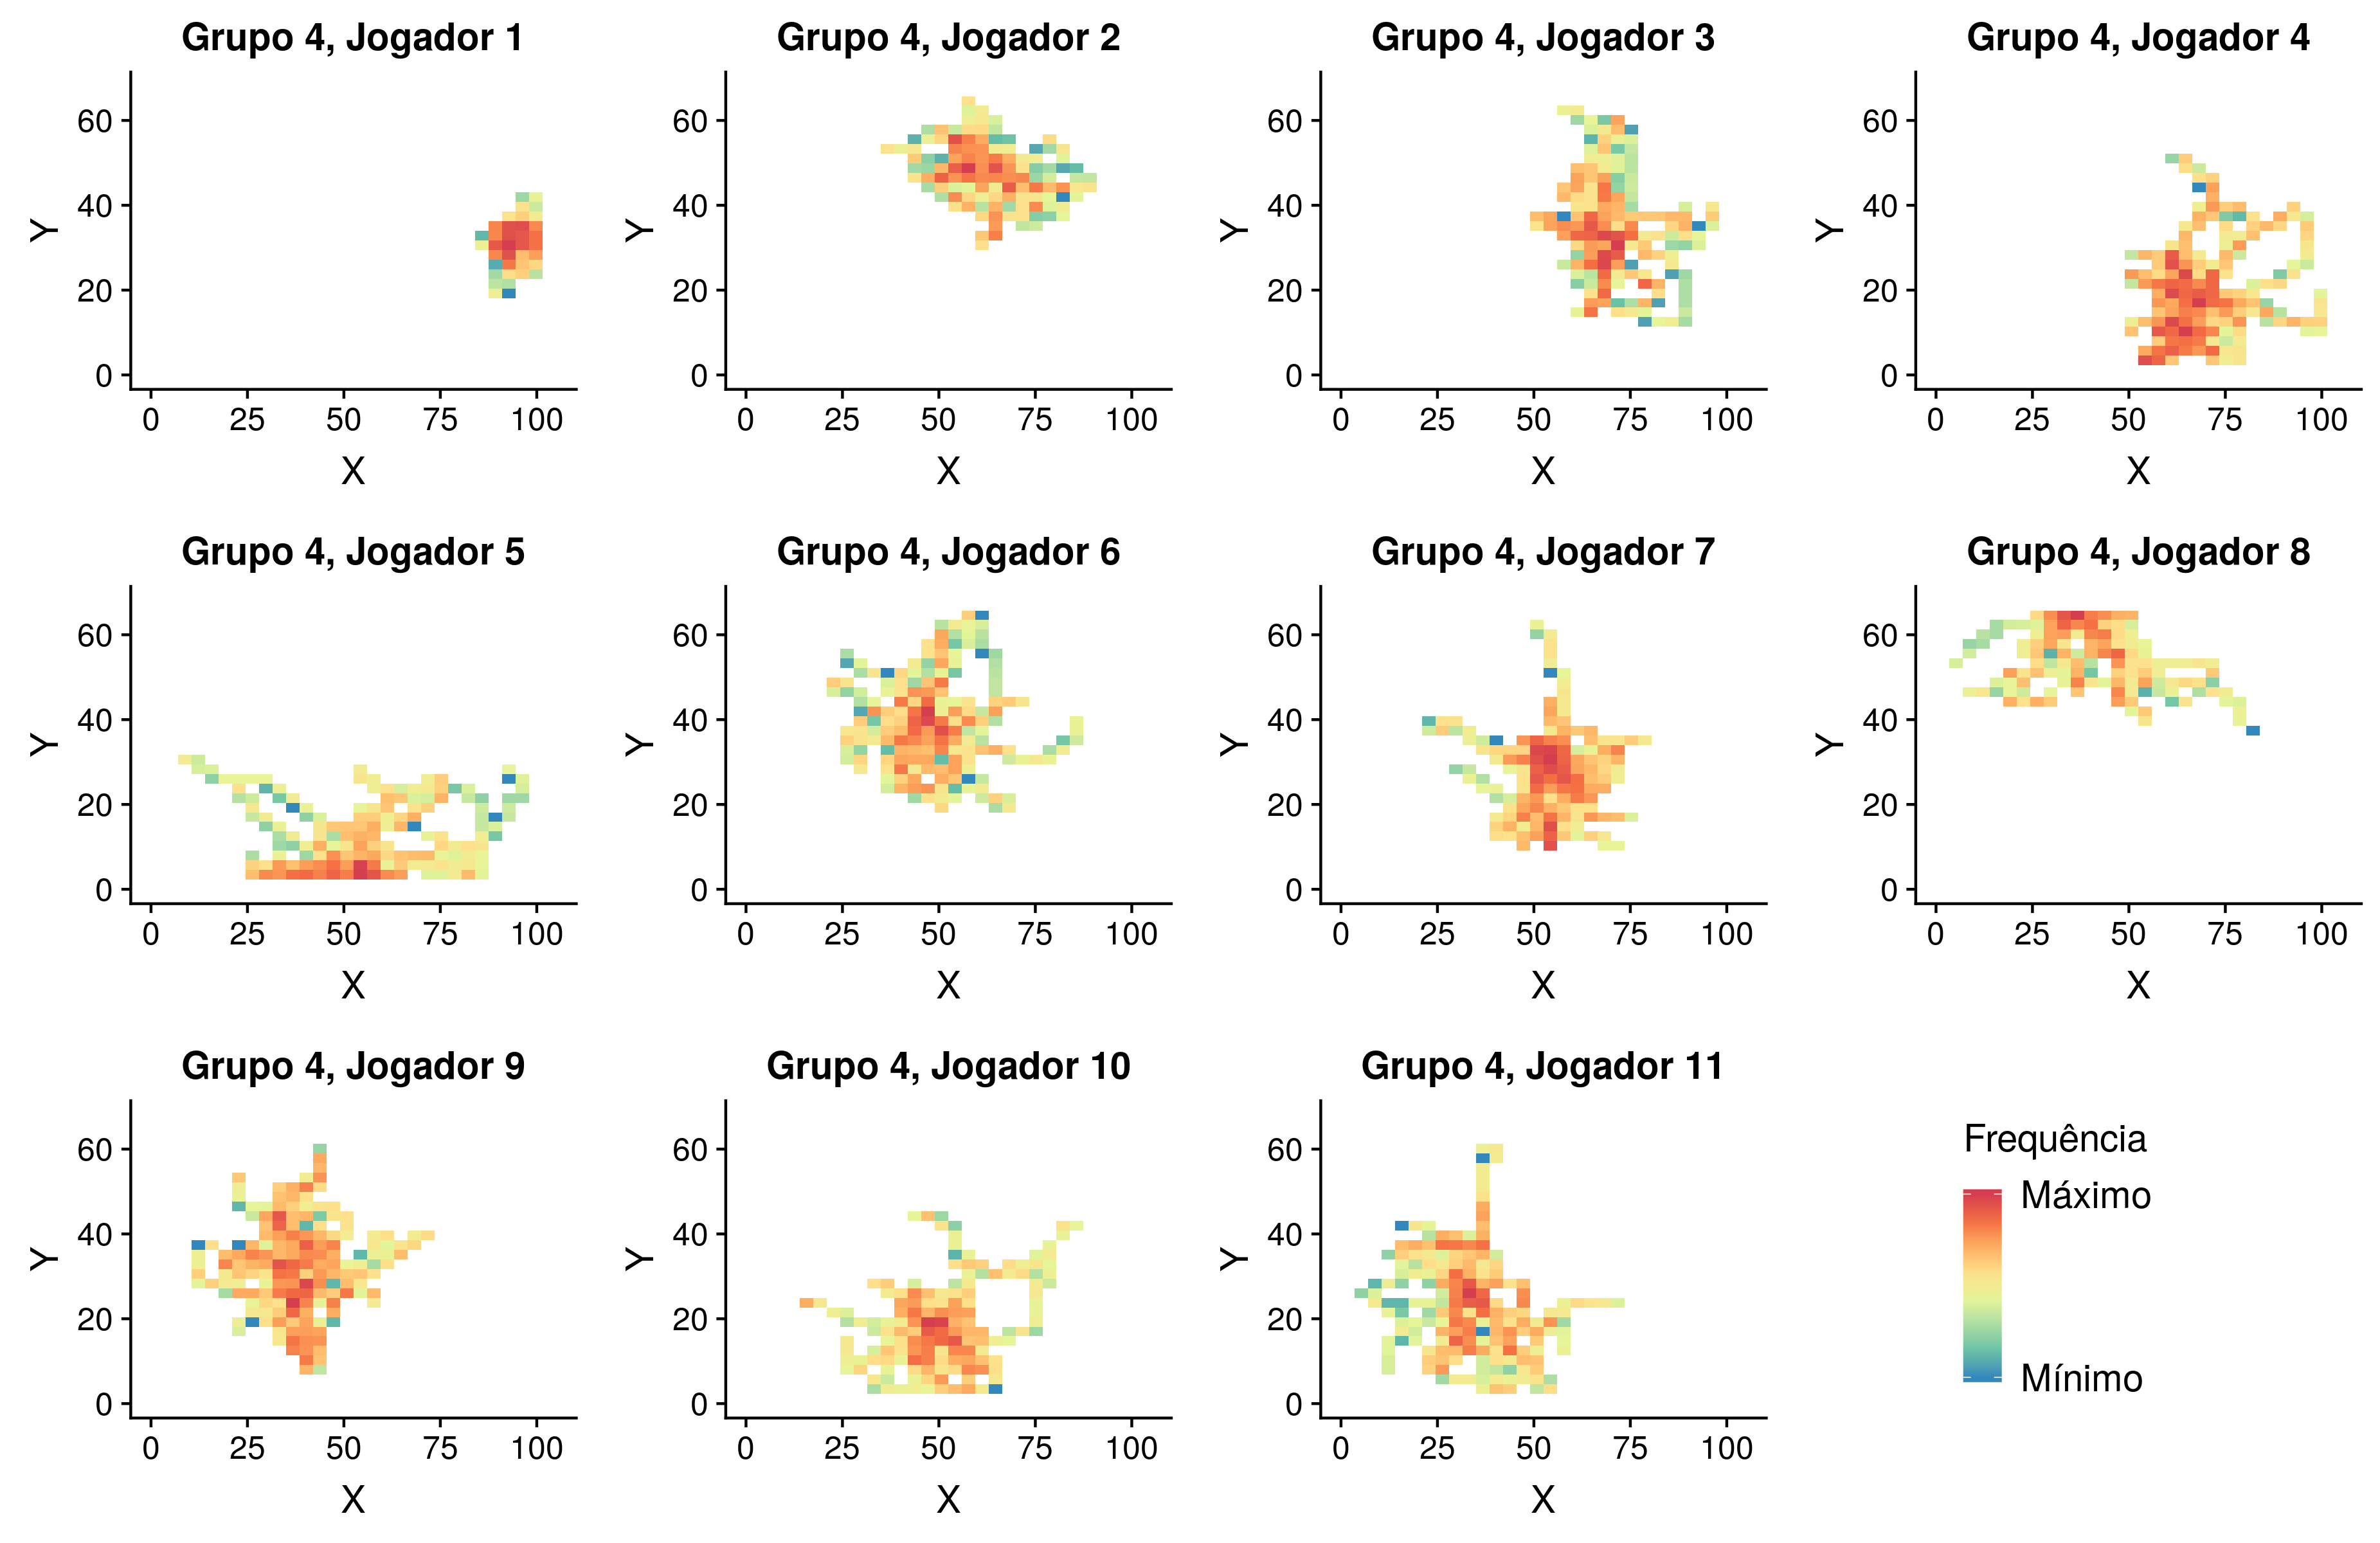 Grupo 4, Jogador 1
Grupo 4, Jogador 2
Grupo 4, Jogador 3
Grupo 4, Jogador 4
Y
60
40
20
0
0 25 50 75 100
X
Y
60
40
20
0
0 25 50 75 100
X
Y
60
40
20
0
0 25 50 75 100
X
Y
60
40
20
0
0 25 50 75 100
X
Grupo 4, Jogador 5
Grupo 4, Jogador 6
Grupo 4, Jogador 7
Grupo 4, Jogador 8
Y
60
40
20
0
0 25 50 75 100
X
Y
60
40
20
0
0 25 50 75 100
X
Y
60
40
20
0
0 25 50 75 100
X
Y
60
40
20
0
0 25 50 75 100
X
Grupo 4, Jogador 9
Grupo 4, Jogador 10
Grupo 4, Jogador 11
Y
60
40
20
0
0 25 50 75 100
X
Y
60
40
20
0
0 25 50 75 100
X
Y
60
40
20
0
0 25 50 75 100
X
Frequência
Máximo
Mínimo